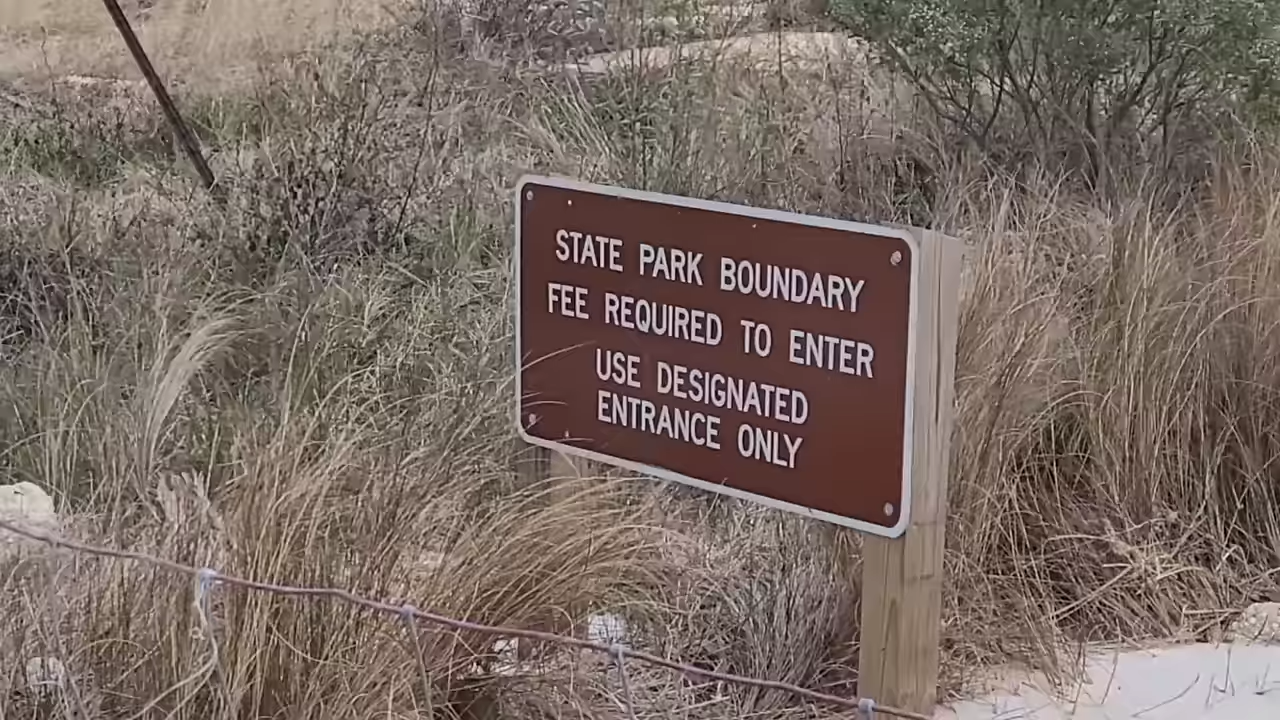 STATE PARK BOUNDARY
FEE REQUIRED TO ENTER
USE DESIGNATED
ENTRANCE ONLY